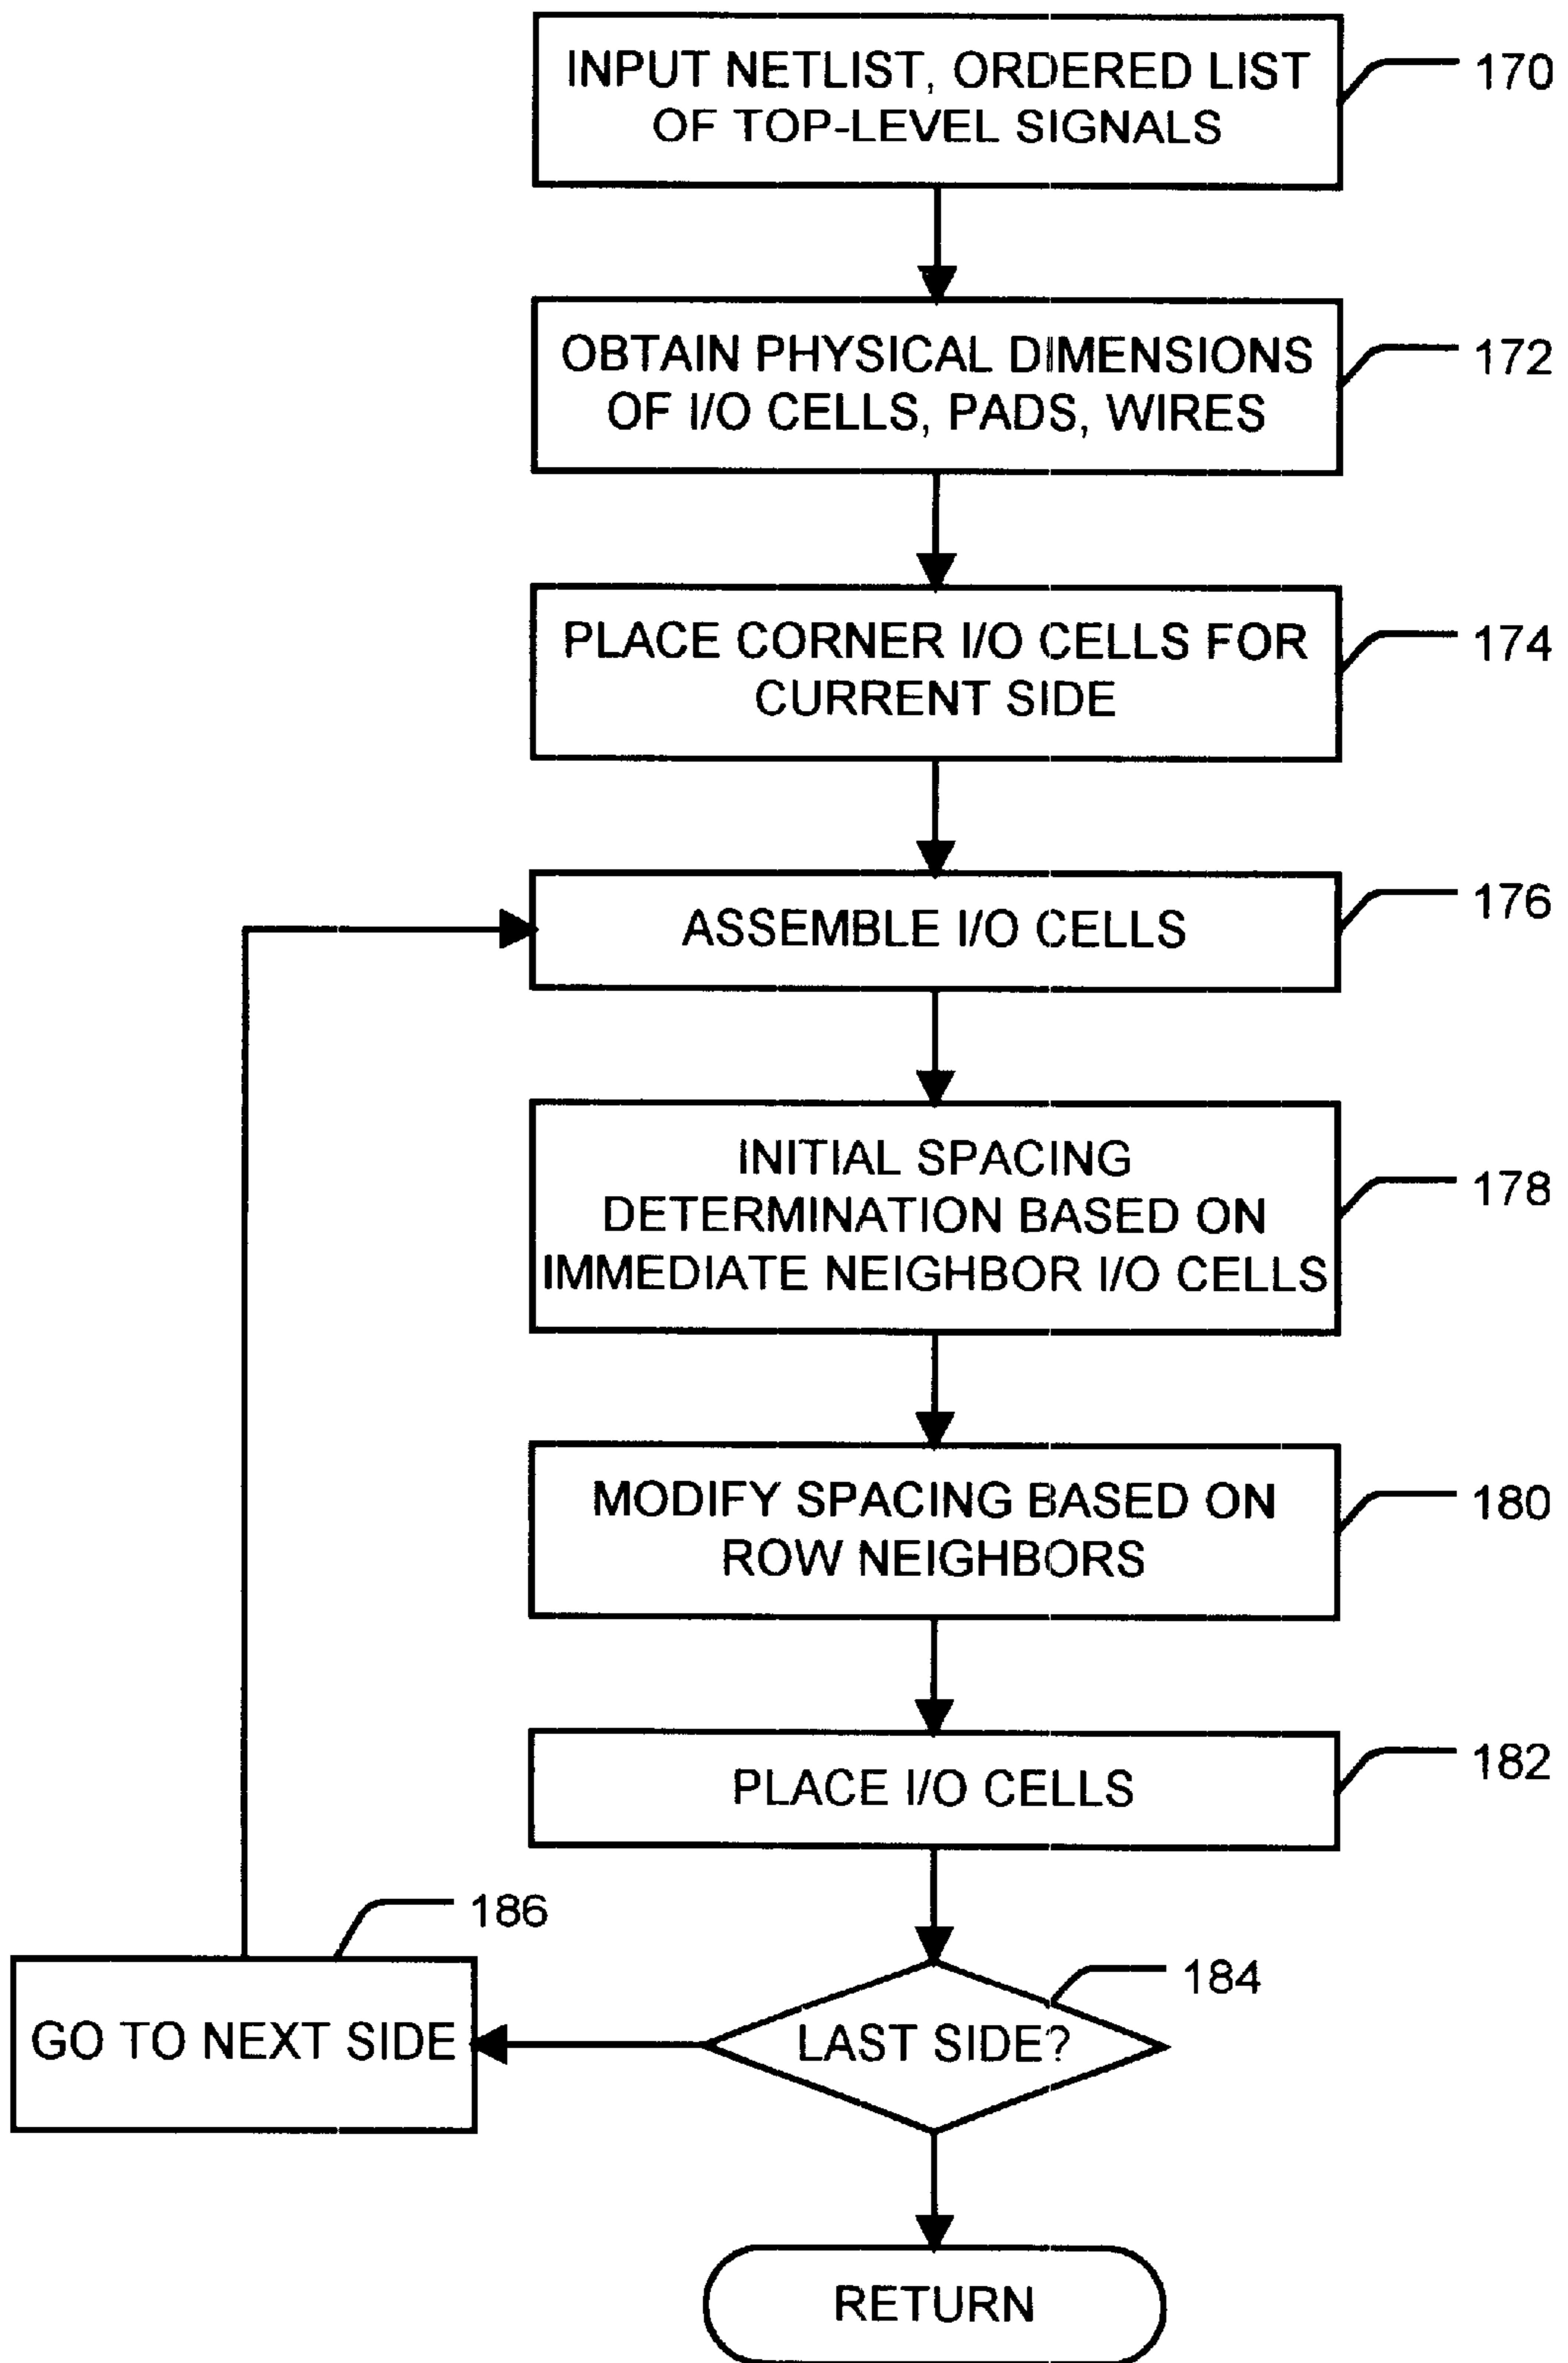 INPUT NETLIST, ORDERED LIST
OF TOP-LEVEL SIGNALS
170
OBTAIN PHYSICAL DIMENSIONS
OF I/O CELLS, PADS, WIRES
172
PLACE CORNER I/O CELLS FOR
CURRENT SIDE
174
ASSEMBLE I/O CELLS
176
INITIAL SPACING
DETERMINATION BASED ON
IMMEDIATE NEIGHBOR I/O CELLS
178
MODIFY SPACING BASED ON
ROW NEIGHBORS
180
PLACE I/O CELLS
182
186
GO TO NEXT SIDE
184
LAST SIDE?
RETURN